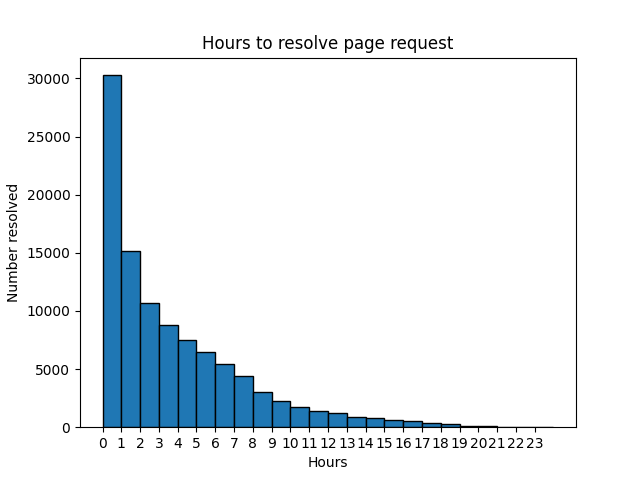 Hours to resolve page request
Number resolved
30000
25000
20000
15000
10000
5000
0
0 1 2 3 4 5 6 7 8 9 10 11 12 13 14 15 16 17 18 19 20 21 22 23
Hours